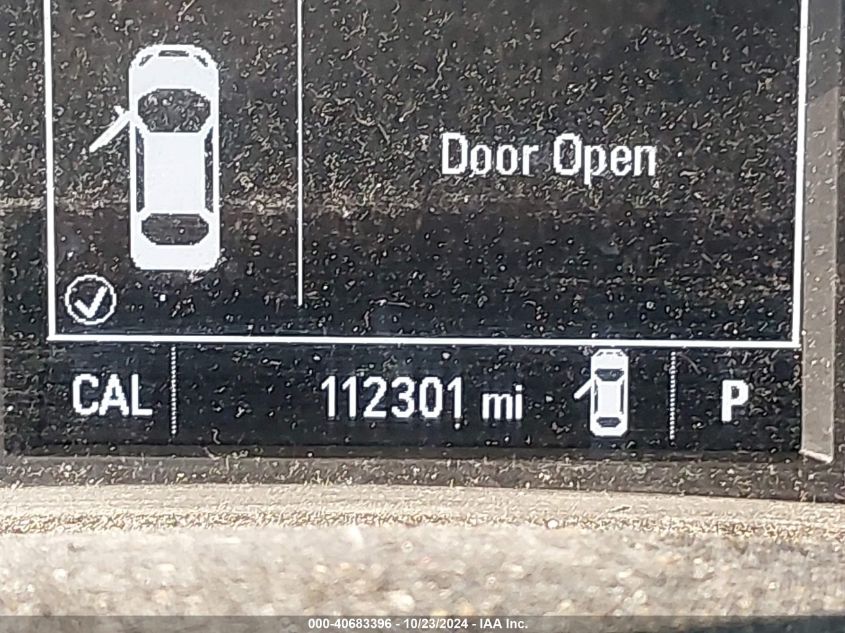 Door Open
CAL 112301 mi P
000-40683396 - 10/23/2024 - IAA Inc.